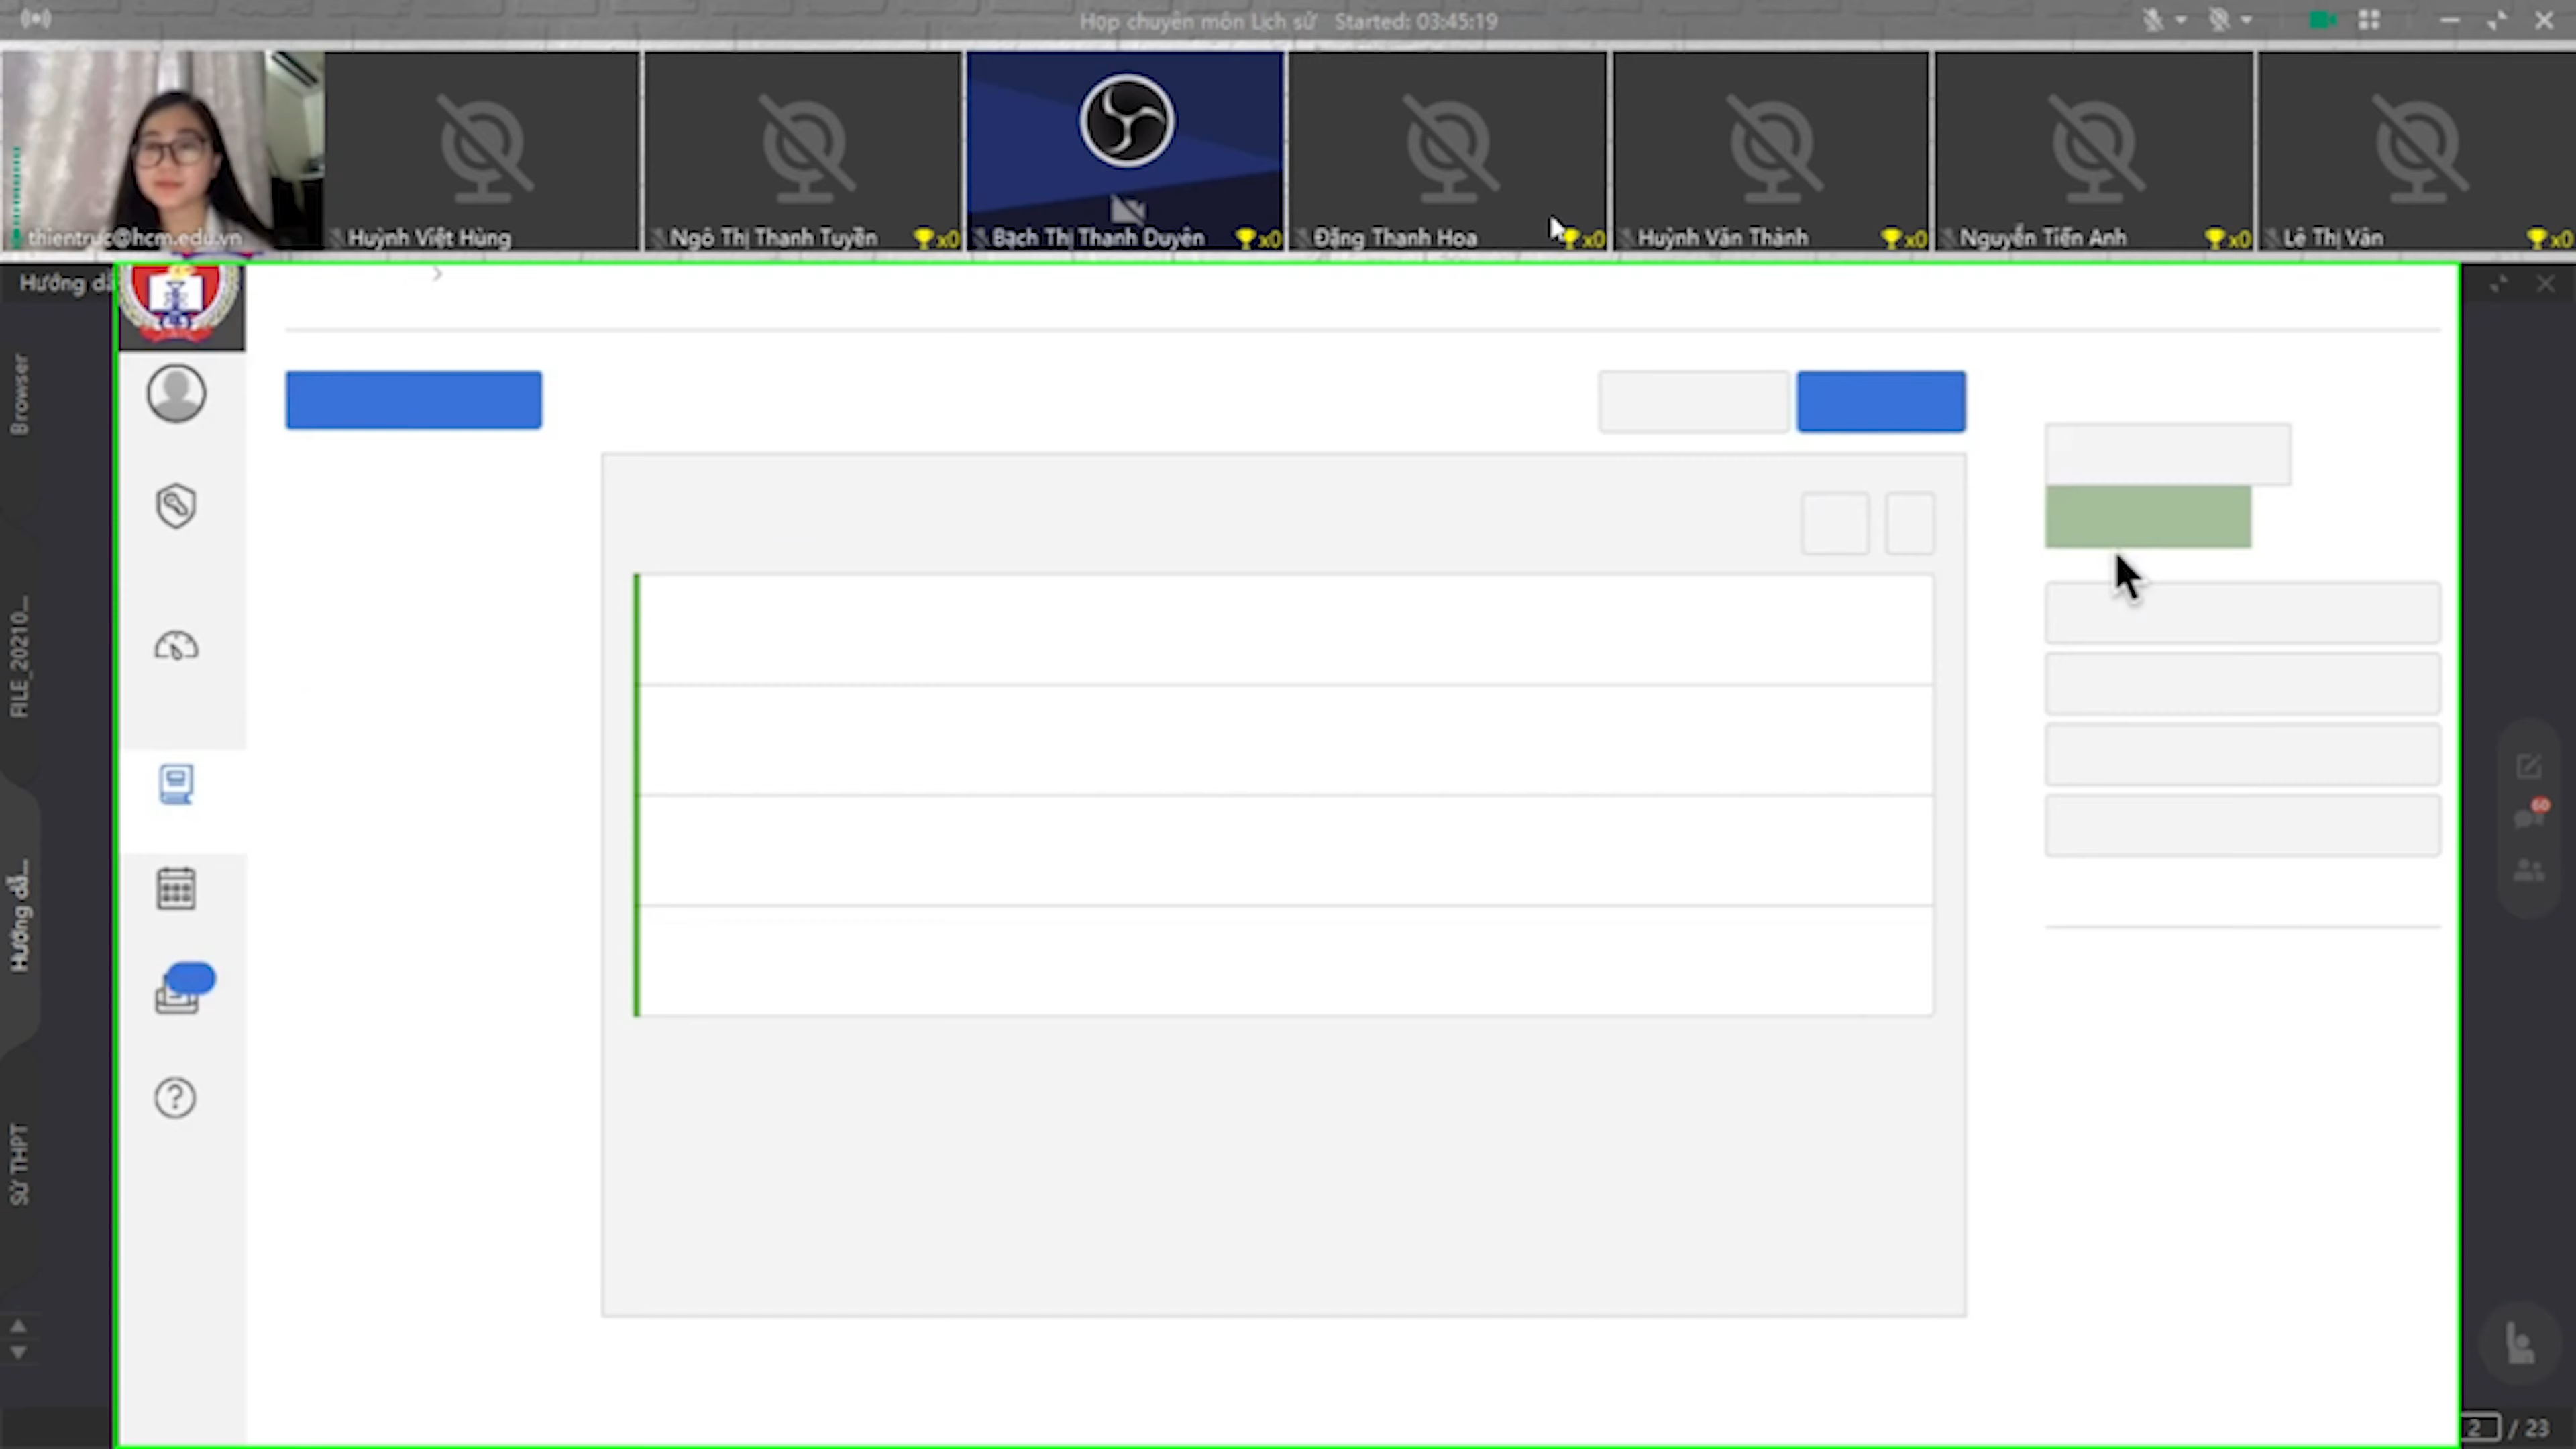 Họp chuyên môn Lịch sử Started: 03:45:19
thientruc@hcm.edu.vn
Huỳnh Việt Hùng
Ngô Thị Thanh Tuyền
x0
Bạch Thị Thanh Duyên
x0
Đặng Thanh Hoa
x0
Huỳnh Văn Thành
x0
Nguyễn Tiến Anh
x0
Lê Thị Vân
x0
Hướng dẫ
Browser
FILE_20210...
Hướng dẫ...
SỬ THPT
60
2 / 23